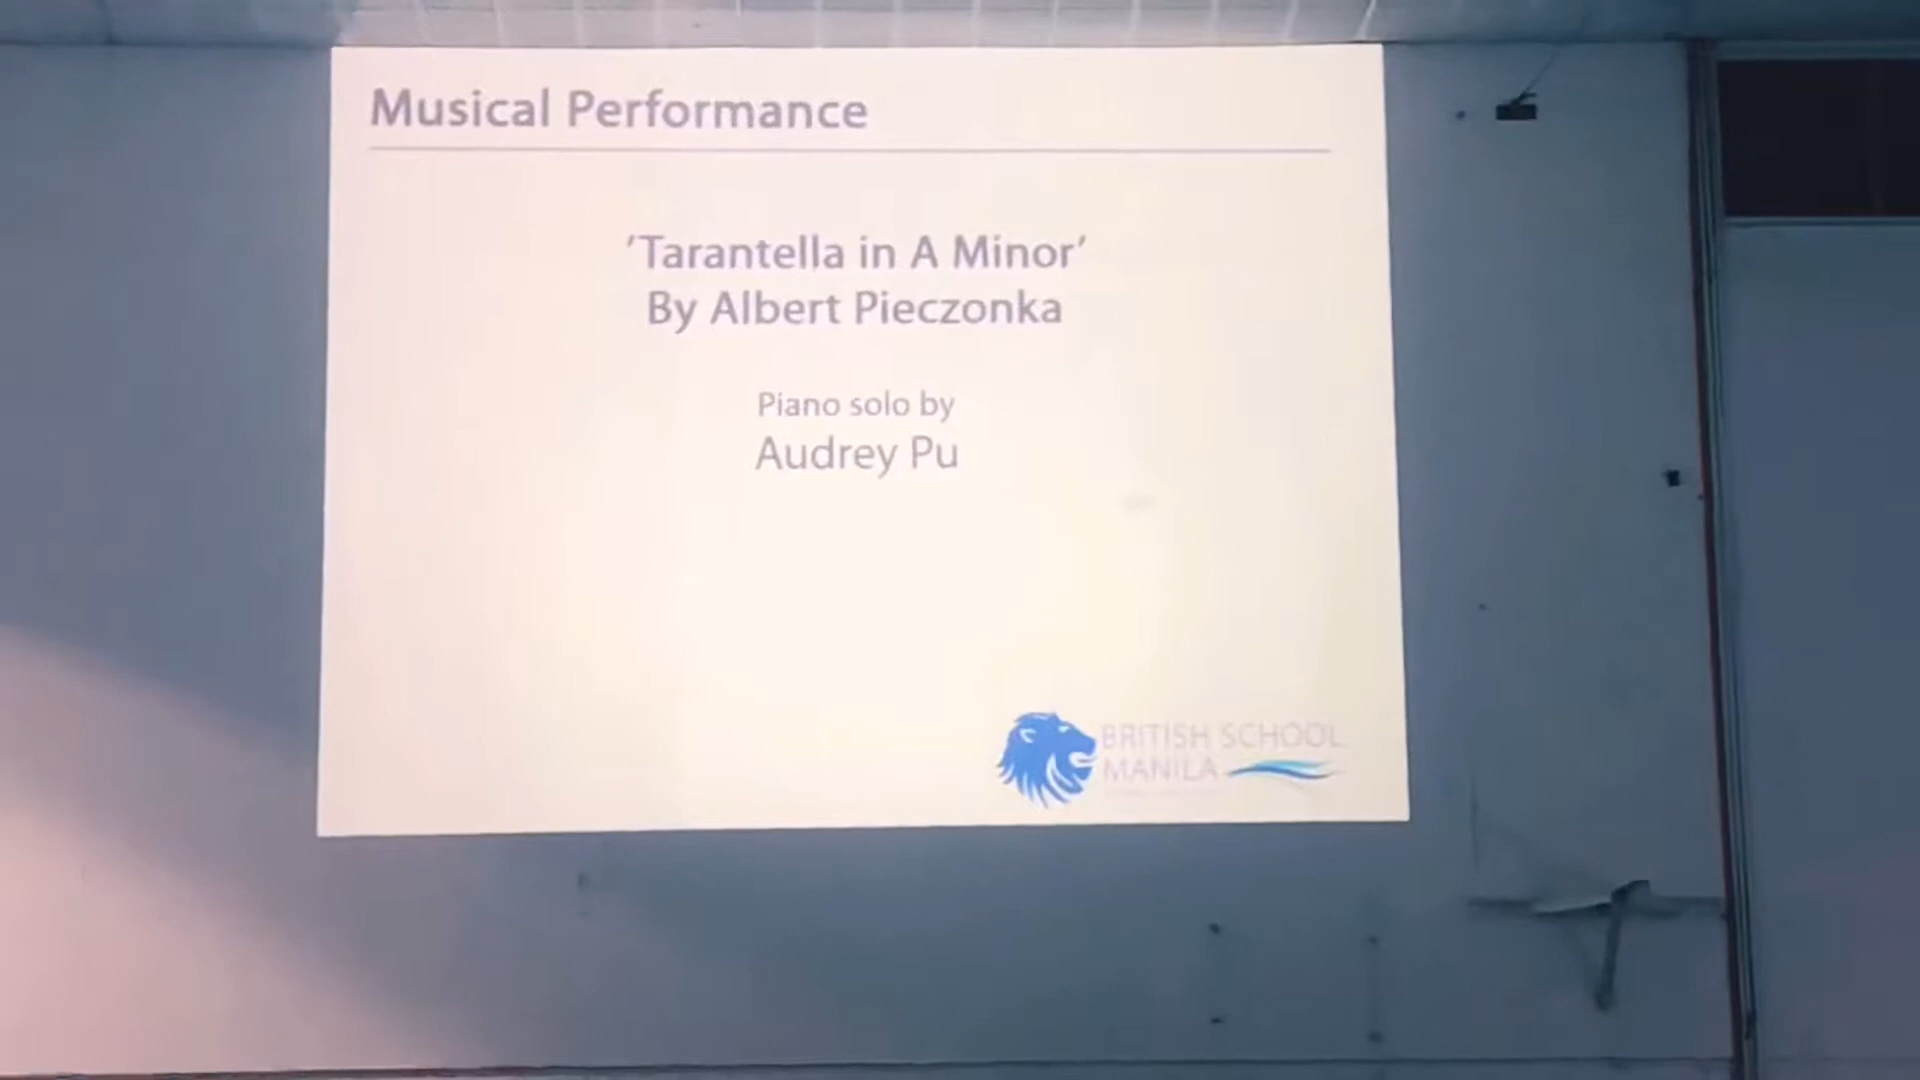 Musical Performance
'Tarantella in A Minor'
By Albert Pieczonka
Piano solo by
Audrey Pu
BRITISH SCHOOL
MANILA